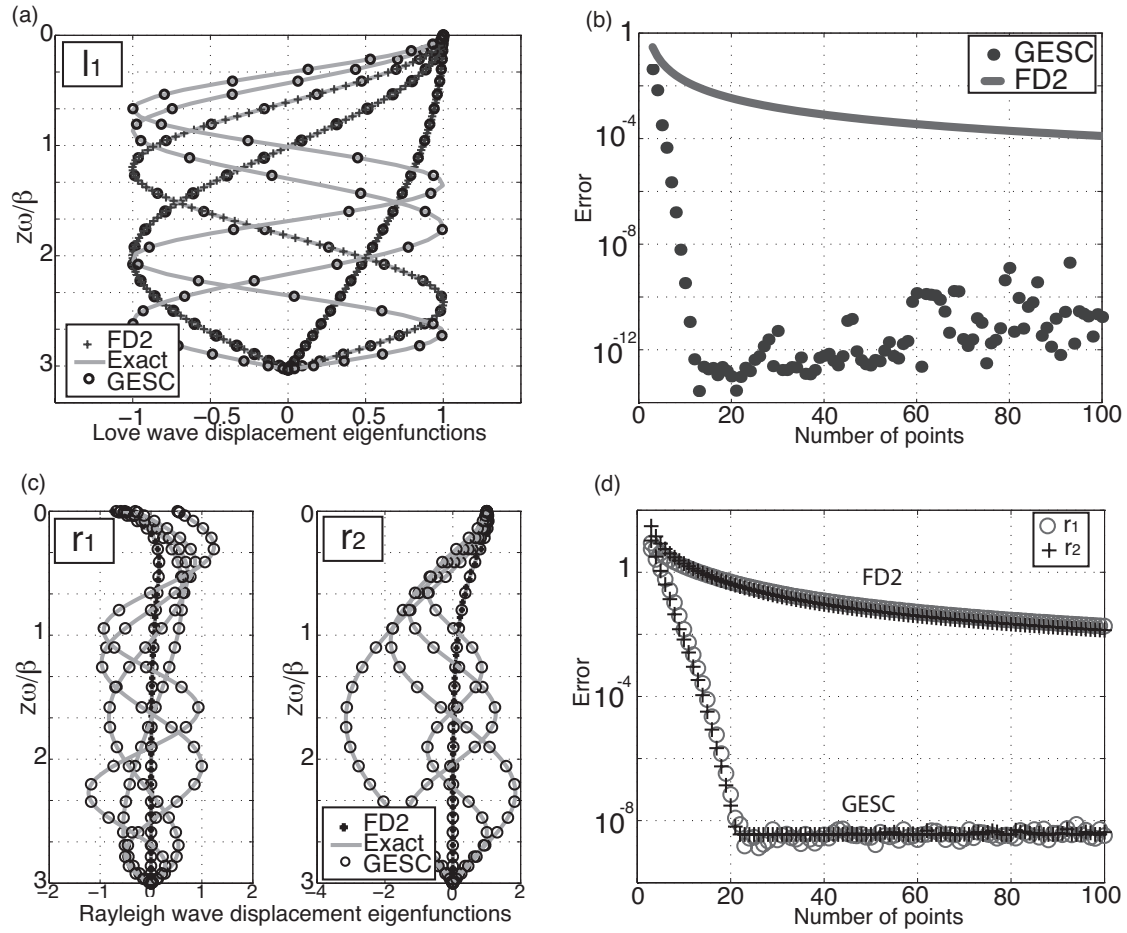 (a)
l1
0
1
2
3
zω/β
+ FD2
Exact
GESC
−1
−0.5
0
0.5
1
Love wave displacement eigenfunctions
(b)
GESC
FD2
1
10^-4
10^-8
10^-12
Error
0
20
40
60
80
100
Number of points
(c)
r1
0
1
2
3
zω/β
−2
−1
0
1
2
r2
0
1
2
3
zω/β
FD2
Exact
GESC
−4
−2
0
2
Rayleigh wave displacement eigenfunctions
(d)
r1
+ r2
FD2
GESC
1
10^-4
10^-8
Error
0
20
40
60
80
100
Number of points